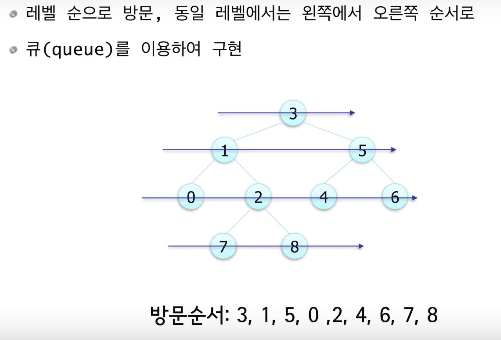 레벨 순으로 방문, 동일 레벨에서는 왼쪽에서 오른쪽 순서로
큐(queue)를 이용하여 구현
3
1 5
0 2 4 6
7 8
방문순서: 3, 1, 5, 0 ,2, 4, 6, 7, 8